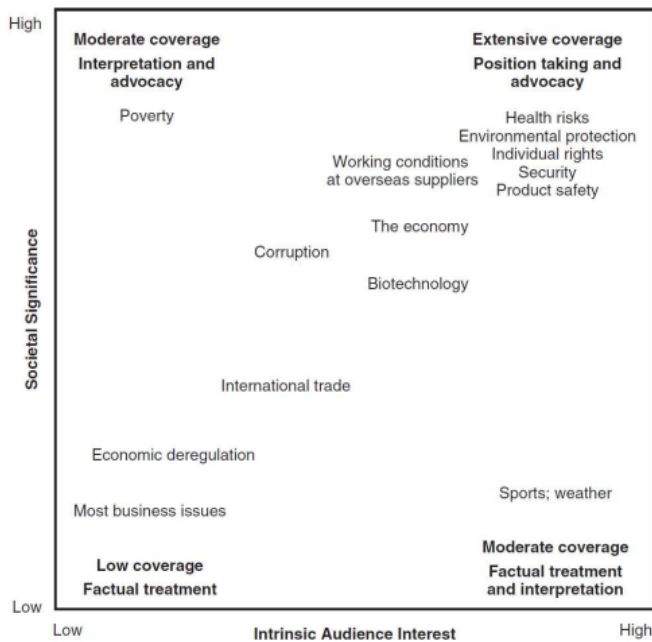 High
Moderate coverage
Interpretation and
advocacy
Extensive coverage
Position taking and
advocacy
Poverty
Health risks
Environmental protection
Individual rights
Security
Product safety
Working conditions
at overseas suppliers
The economy
Corruption
Biotechnology
Societal Significance
International trade
Economic deregulation
Most business issues
Sports; weather
Low coverage
Factual treatment
Moderate coverage
Factual treatment
and interpretation
Low
Low
Intrinsic Audience Interest
High